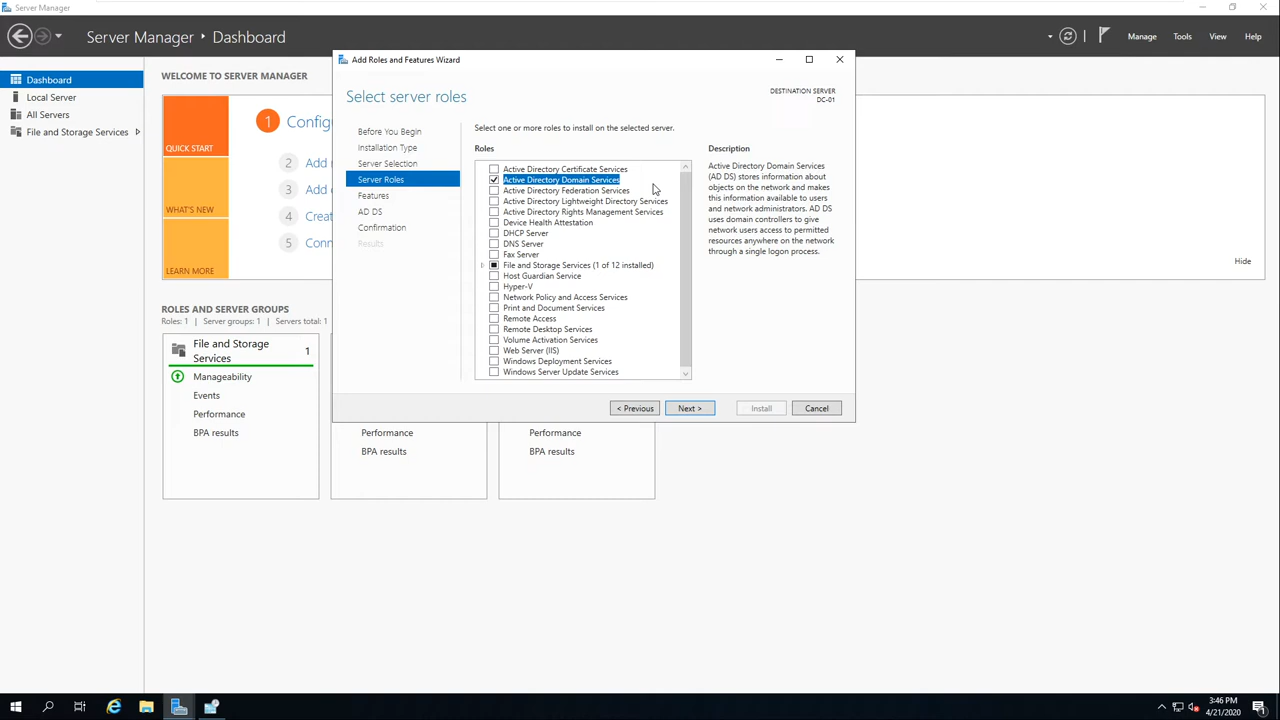 Server Manager
Server Manager
Dashboard
Manage
Tools
View
Help
Dashboard
Local Server
All Servers
File and Storage Services
WELCOME TO SERVER MANAGER
QUICK START
WHAT'S NEW
LEARN MORE
1
Config
2
Add r
3
Add o
4
Creat
5
Conn
Hide
ROLES AND SERVER GROUPS
Roles: 1 | Server groups: 1 | Servers total: 1
File and Storage
Services
1
Manageability
Events
Performance
BPA results
Performance
BPA results
Performance
BPA results
Add Roles and Features Wizard
Select server roles
DESTINATION SERVER
DC-01
Before You Begin
Installation Type
Server Selection
Server Roles
Features
AD DS
Confirmation
Results
Select one or more roles to install on the selected server.
Roles
Active Directory Certificate Services
Active Directory Domain Services
Active Directory Federation Services
Active Directory Lightweight Directory Services
Active Directory Rights Management Services
Device Health Attestation
DHCP Server
DNS Server
Fax Server
File and Storage Services (1 of 12 installed)
Host Guardian Service
Hyper-V
Network Policy and Access Services
Print and Document Services
Remote Access
Remote Desktop Services
Volume Activation Services
Web Server (IIS)
Windows Deployment Services
Windows Server Update Services
Description
Active Directory Domain Services
(AD DS) stores information about
objects on the network and makes
this information available to users
and network administrators. AD DS
uses domain controllers to give
network users access to permitted
resources anywhere on the network
through a single logon process.
< Previous
Next >
Install
Cancel
3:46 PM
4/21/2020
1